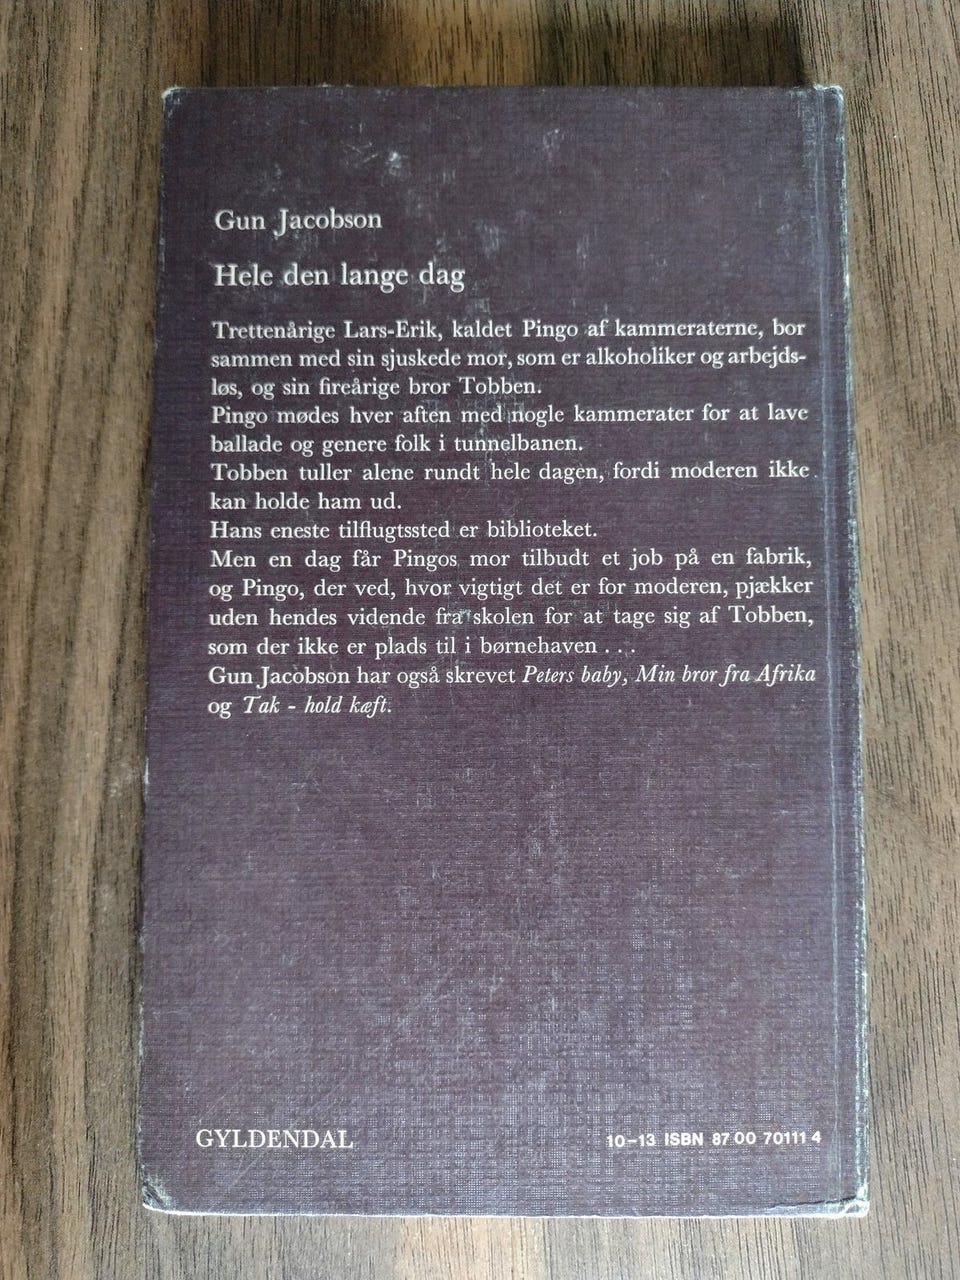 Gun Jacobson
Hele den lange dag
Trettenårige Lars-Erik, kaldet Pingo af kammeraterne, bor
sammen med sin sjuskede mor, som er alkoholiker og arbejds-
løs, og sin fireårige bror Tobben.
Pingo mødes hver aften med nogle kammerater for at lave
ballade og genere folk i tunnelbanen.
Tobben tuller alene rundt hele dagen, fordi moderen ikke
kan holde ham ud.
Hans eneste tilflugtssted er biblioteket.
Men en dag får Pingos mor tilbudt et job på en fabrik,
og Pingo, der ved, hvor vigtigt det er for moderen, pjækker
uden hendes vidende fra skolen for at tage sig af Tobben,
som der ikke er plads til i børnehaven . . .
Gun Jacobson har også skrevet Peters baby, Min bror fra Afrika
og Tak - hold kæft.
GYLDENDAL
10-13 ISBN 87 00 70111 4